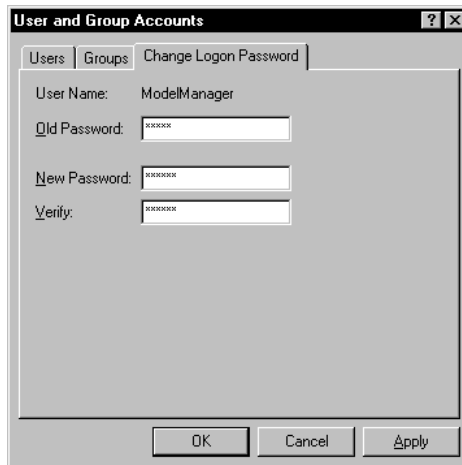 User and Group Accounts
Users Groups Change Logon Password
User Name: ModelManager
Old Password: *****
New Password: ******
Verify: ******
OK Cancel Apply